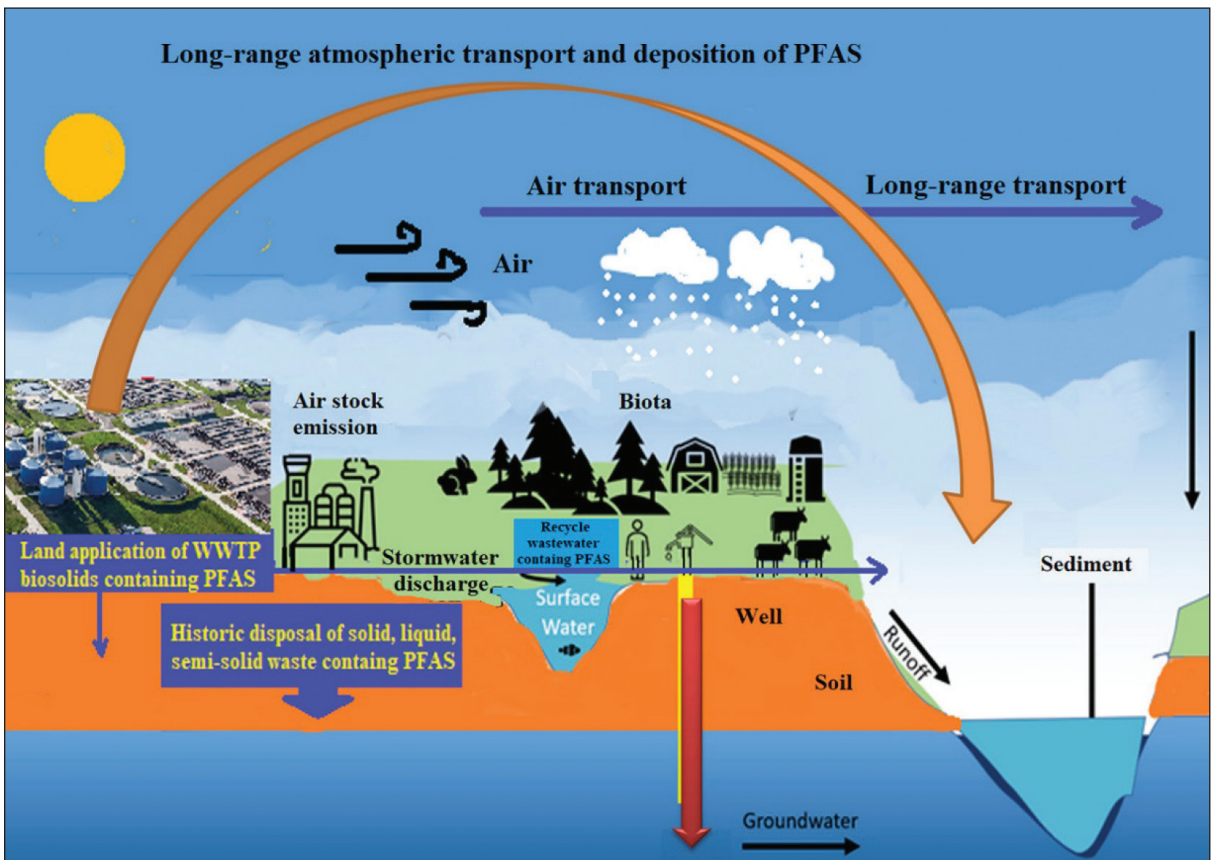 Long-range atmospheric transport and deposition of PFAS
Air transport
Long-range transport
Air
Air stock
emission
Biota
Land application of WWTP
biosolids containing PFAS
Stormwater
discharge
Recycle
wastewater
containg PFAS
Surface
Water
Sediment
Historic disposal of solid, liquid,
semi-solid waste containg PFAS
Well
Soil
Runoff
Groundwater